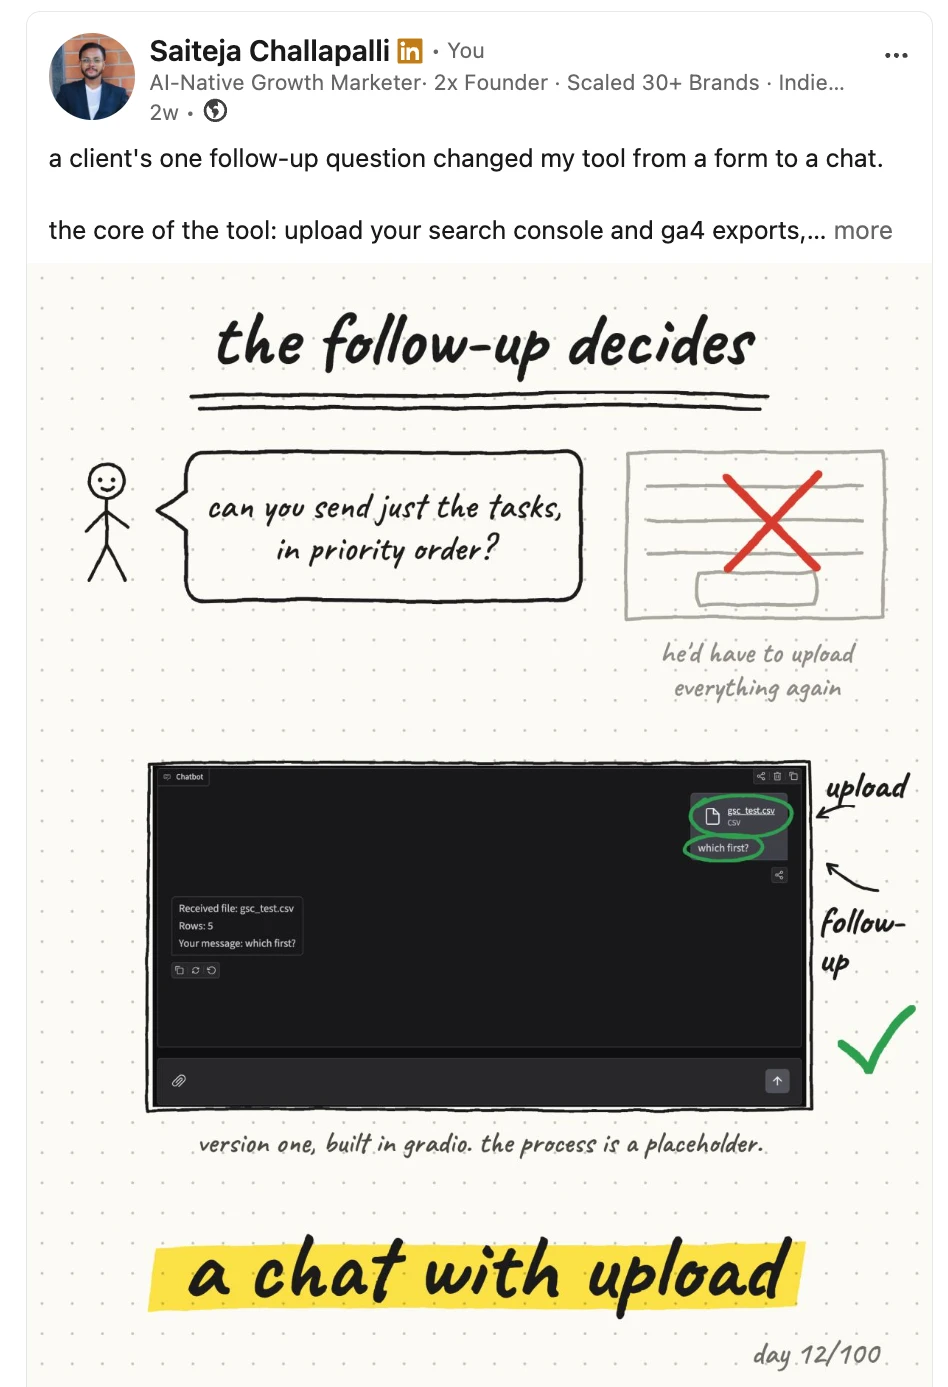 Saiteja Challapalli in • You
AI-Native Growth Marketer· 2x Founder · Scaled 30+ Brands · Indie...
2w •
a client's one follow-up question changed my tool from a form to a chat.
the core of the tool: upload your search console and ga4 exports,... more
the follow-up decides
can you send just the tasks,
in priority order?
he'd have to upload
everything again
Chatbot
gsc_test.csv
CSV
which first?
upload
Received file: gsc_test.csv
Rows: 5
Your message: which first?
follow-
up
version one, built in gradio. the process is a placeholder.
a chat with upload
day 12/100